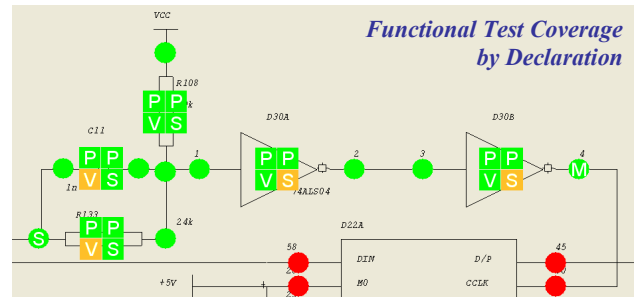 VCC
Functional Test Coverage
by Declaration
R108
P P
V S
k
C11
D30A
D30B
P P
V S
1n
1
P P
V S
74ALS04
2
3
P P
V S
4
M
R133
P P
V S
24k
S
D22A
58
DIN
D/P
45
+5V
M0
CCLK